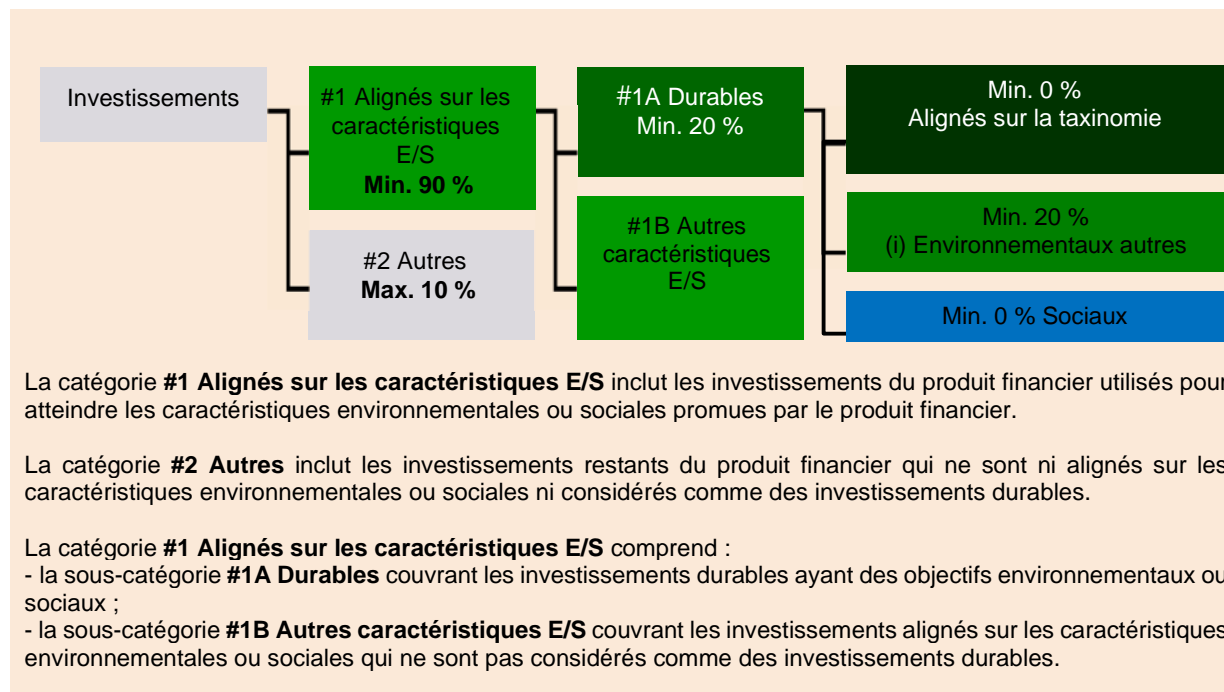 Investissements
#1 Alignés sur les
caractéristiques
E/S
Min. 90 %
#2 Autres
Max. 10 %
#1A Durables
Min. 20 %
#1B Autres
caractéristiques
E/S
Min. 0 %
Alignés sur la taxinomie
Min. 20 %
(i) Environnementaux autres
Min. 0 % Sociaux
La catégorie #1 Alignés sur les caractéristiques E/S inclut les investissements du produit financier utilisés pour
atteindre les caractéristiques environnementales ou sociales promues par le produit financier.
La catégorie #2 Autres inclut les investissements restants du produit financier qui ne sont ni alignés sur les
caractéristiques environnementales ou sociales ni considérés comme des investissements durables.
La catégorie #1 Alignés sur les caractéristiques E/S comprend :
- la sous-catégorie #1A Durables couvrant les investissements durables ayant des objectifs environnementaux ou
sociaux ;
- la sous-catégorie #1B Autres caractéristiques E/S couvrant les investissements alignés sur les caractéristiques
environnementales ou sociales qui ne sont pas considérés comme des investissements durables.